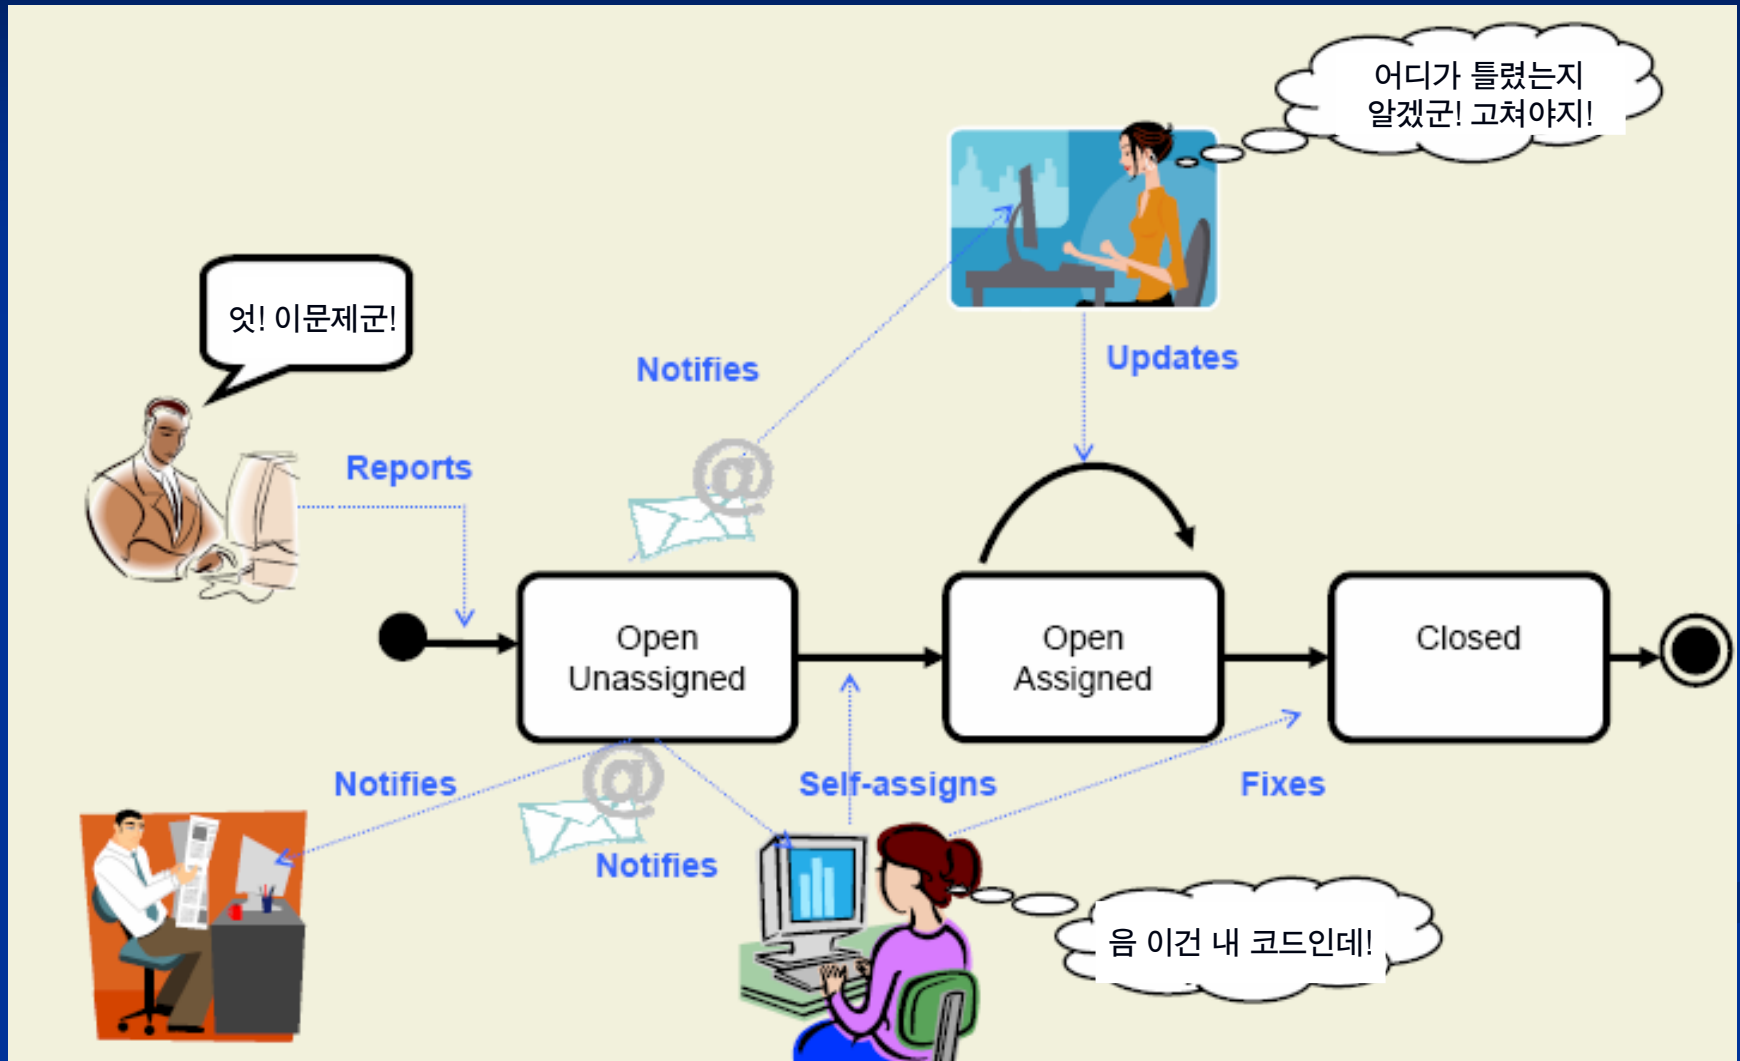 어디가 틀렸는지
알겠군! 고쳐야지!
엇! 이문제군!
Notifies
Updates
Reports
@
Open
Unassigned
Open
Assigned
Closed
@
Notifies
Self-assigns
Fixes
Notifies
음 이건 내 코드인데!